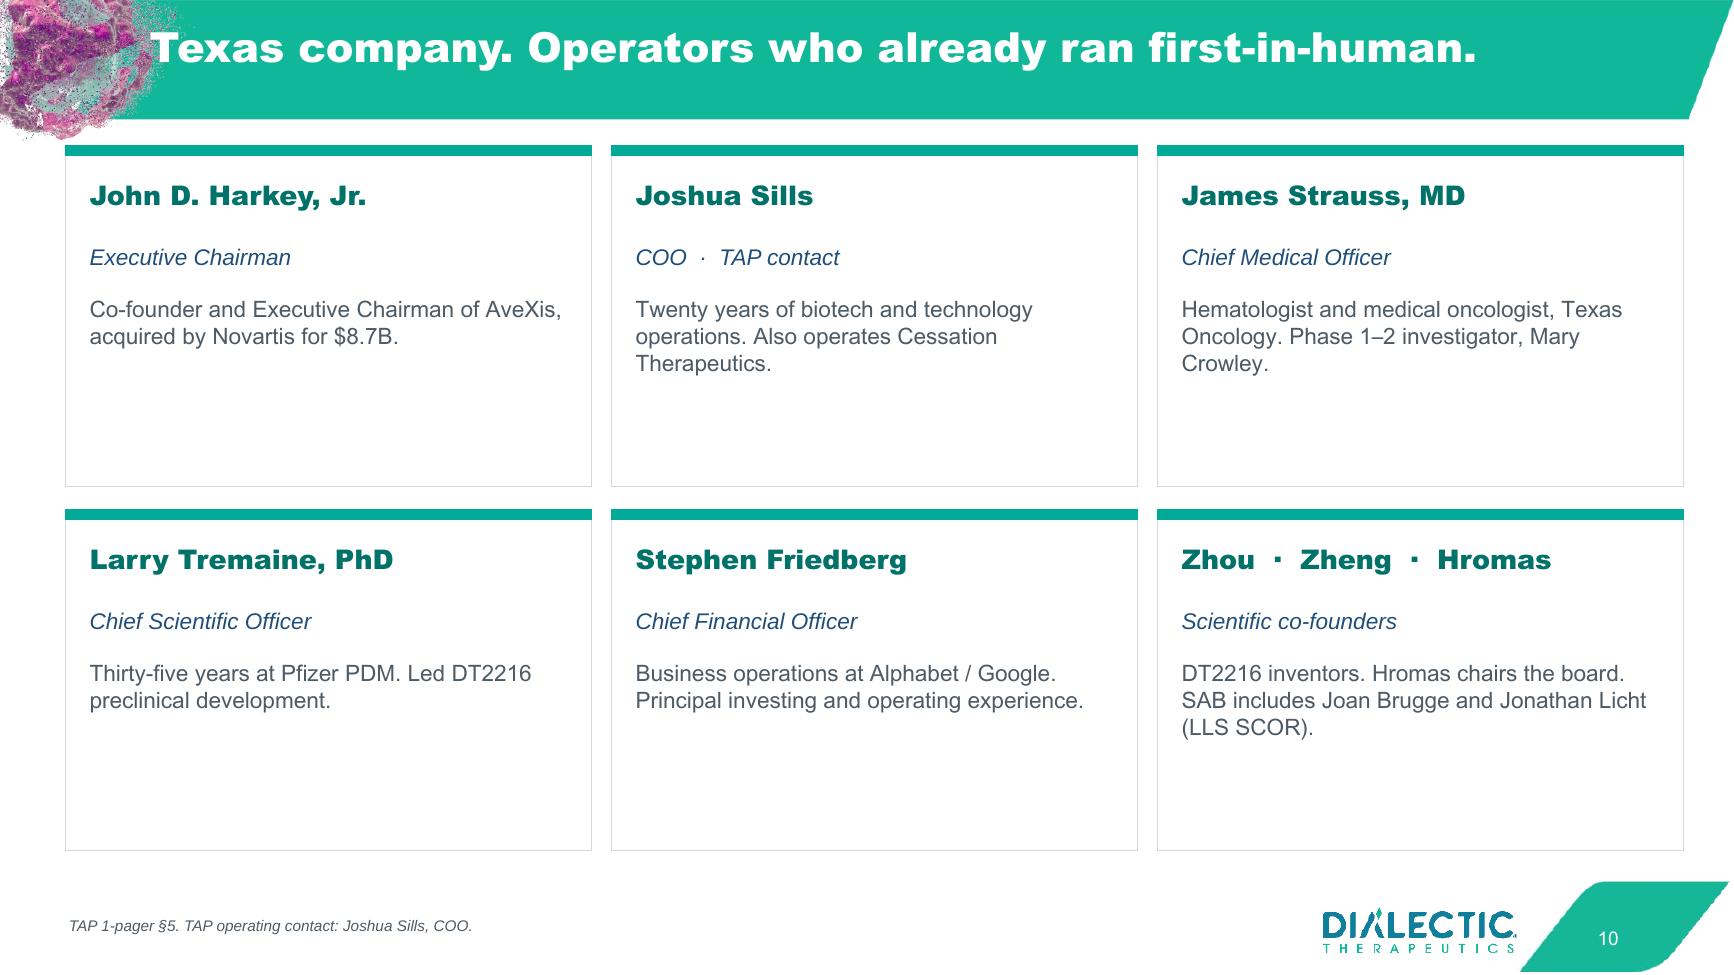 Texas company. Operators who already ran first-in-human.
John D. Harkey, Jr.
Executive Chairman
Co-founder and Executive Chairman of AveXis,
acquired by Novartis for $8.7B.
Joshua Sills
COO · TAP contact
Twenty years of biotech and technology
operations. Also operates Cessation
Therapeutics.
James Strauss, MD
Chief Medical Officer
Hematologist and medical oncologist, Texas
Oncology. Phase 1–2 investigator, Mary
Crowley.
Larry Tremaine, PhD
Chief Scientific Officer
Thirty-five years at Pfizer PDM. Led DT2216
preclinical development.
Stephen Friedberg
Chief Financial Officer
Business operations at Alphabet / Google.
Principal investing and operating experience.
Zhou · Zheng · Hromas
Scientific co-founders
DT2216 inventors. Hromas chairs the board.
SAB includes Joan Brugge and Jonathan Licht
(LLS SCOR).
TAP 1-pager §5. TAP operating contact: Joshua Sills, COO.
DIALECTIC
THERAPEUTICS
10